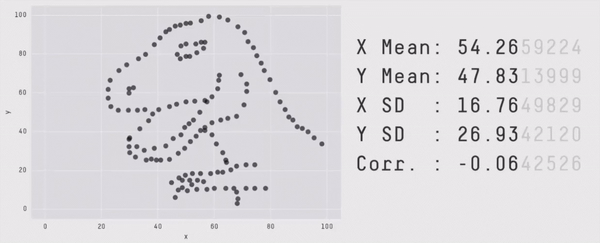 100
80
60
40
20
0
y
0 20 40 60 80 100
x
X Mean: 54.2659224
Y Mean: 47.8313999
X SD : 16.7649829
Y SD : 26.9342120
Corr. : -0.0642526